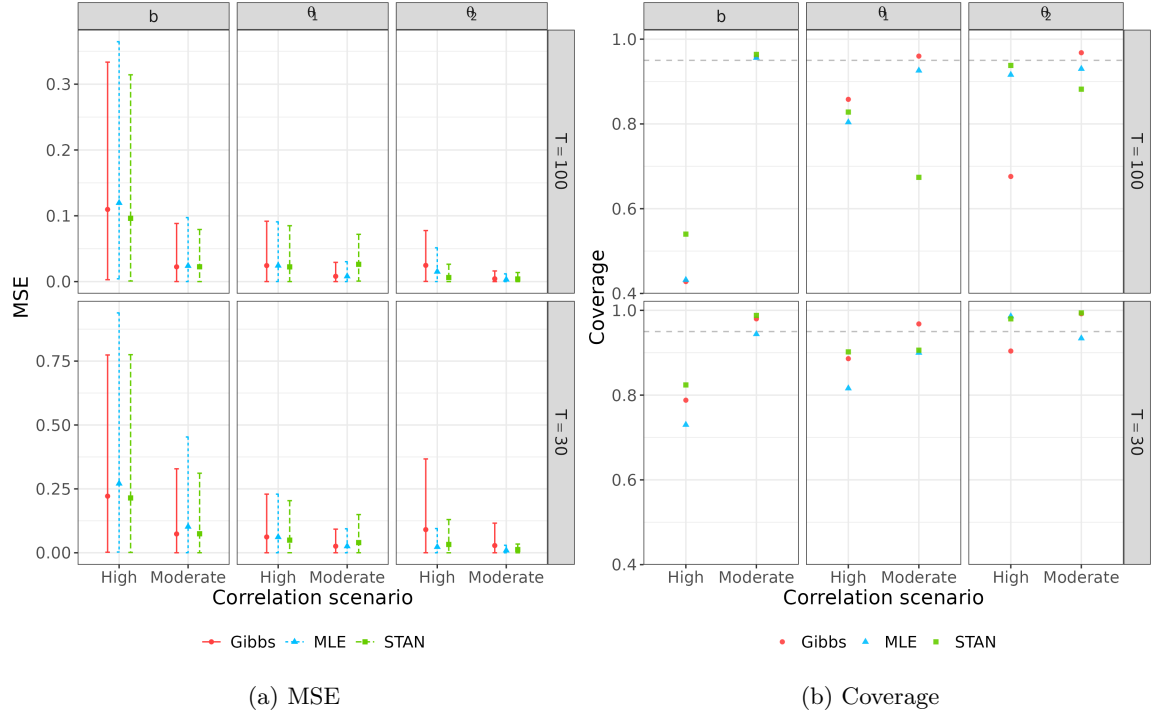 b θ1 θ2
0.3
0.2
0.1
0.0
T = 100
0.75
0.50
0.25
0.00
T = 30
MSE
High Moderate High Moderate High Moderate
Correlation scenario
Gibbs MLE STAN
(a) MSE
b θ1 θ2
1.0
0.8
0.6
0.4
T = 100
1.0
0.8
0.6
0.4
T = 30
Coverage
High Moderate High Moderate High Moderate
Correlation scenario
Gibbs MLE STAN
(b) Coverage